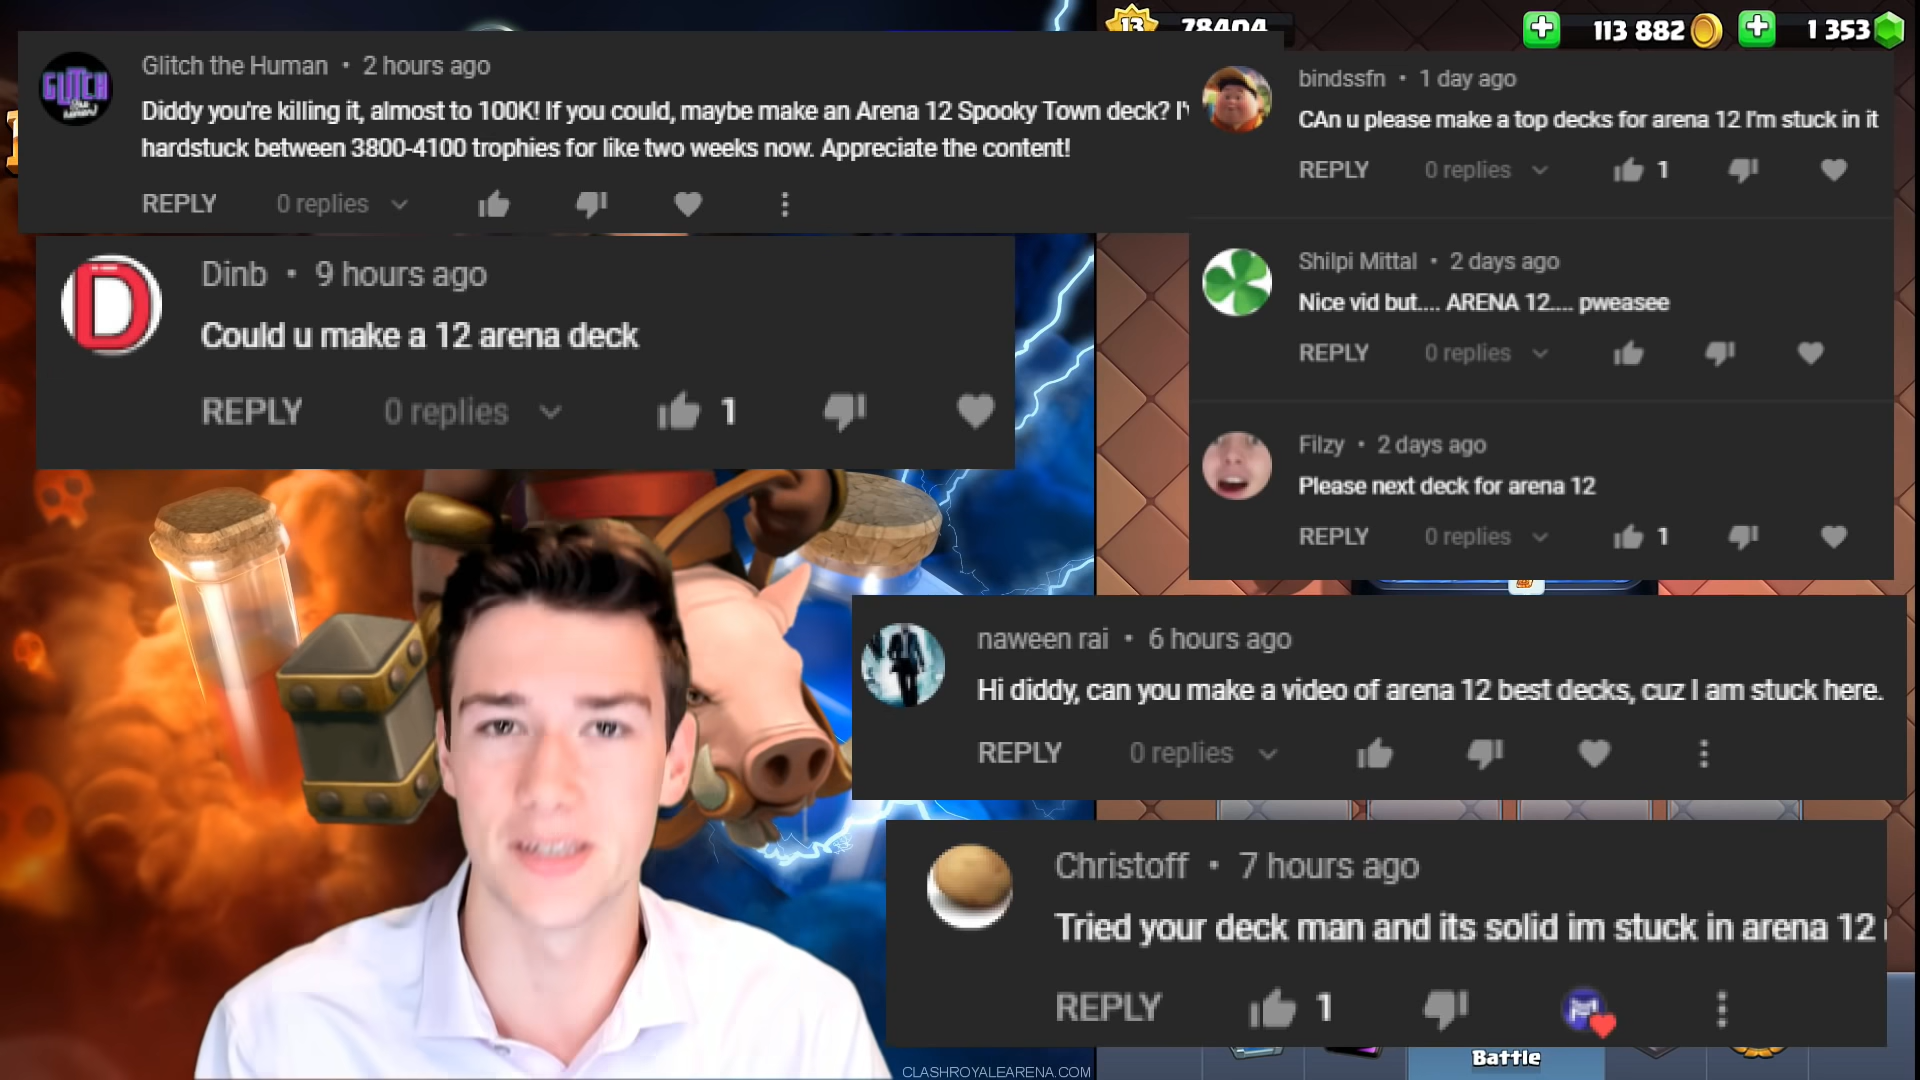 13 78404
113 882
1 353
GLITCH
Glitch the Human • 2 hours ago
Diddy you're killing it, almost to 100K! If you could, maybe make an Arena 12 Spooky Town deck?
hardstuck between 3800-4100 trophies for like two weeks now. Appreciate the content!
REPLY 0 replies
bindssfn • 1 day ago
CAn u please make a top decks for arena 12 I'm stuck in it
REPLY 0 replies 1
D
Dinb • 9 hours ago
Could u make a 12 arena deck
REPLY 0 replies 1
Shilpi Mittal • 2 days ago
Nice vid but.... ARENA 12.... pweasee
REPLY 0 replies
Filzy • 2 days ago
Please next deck for arena 12
REPLY 0 replies 1
naween rai • 6 hours ago
Hi diddy, can you make a video of arena 12 best decks, cuz I am stuck here.
REPLY 0 replies
Christoff • 7 hours ago
Tried your deck man and its solid im stuck in arena 12
REPLY 1
Battle
CLASHROYALEARENA.COM